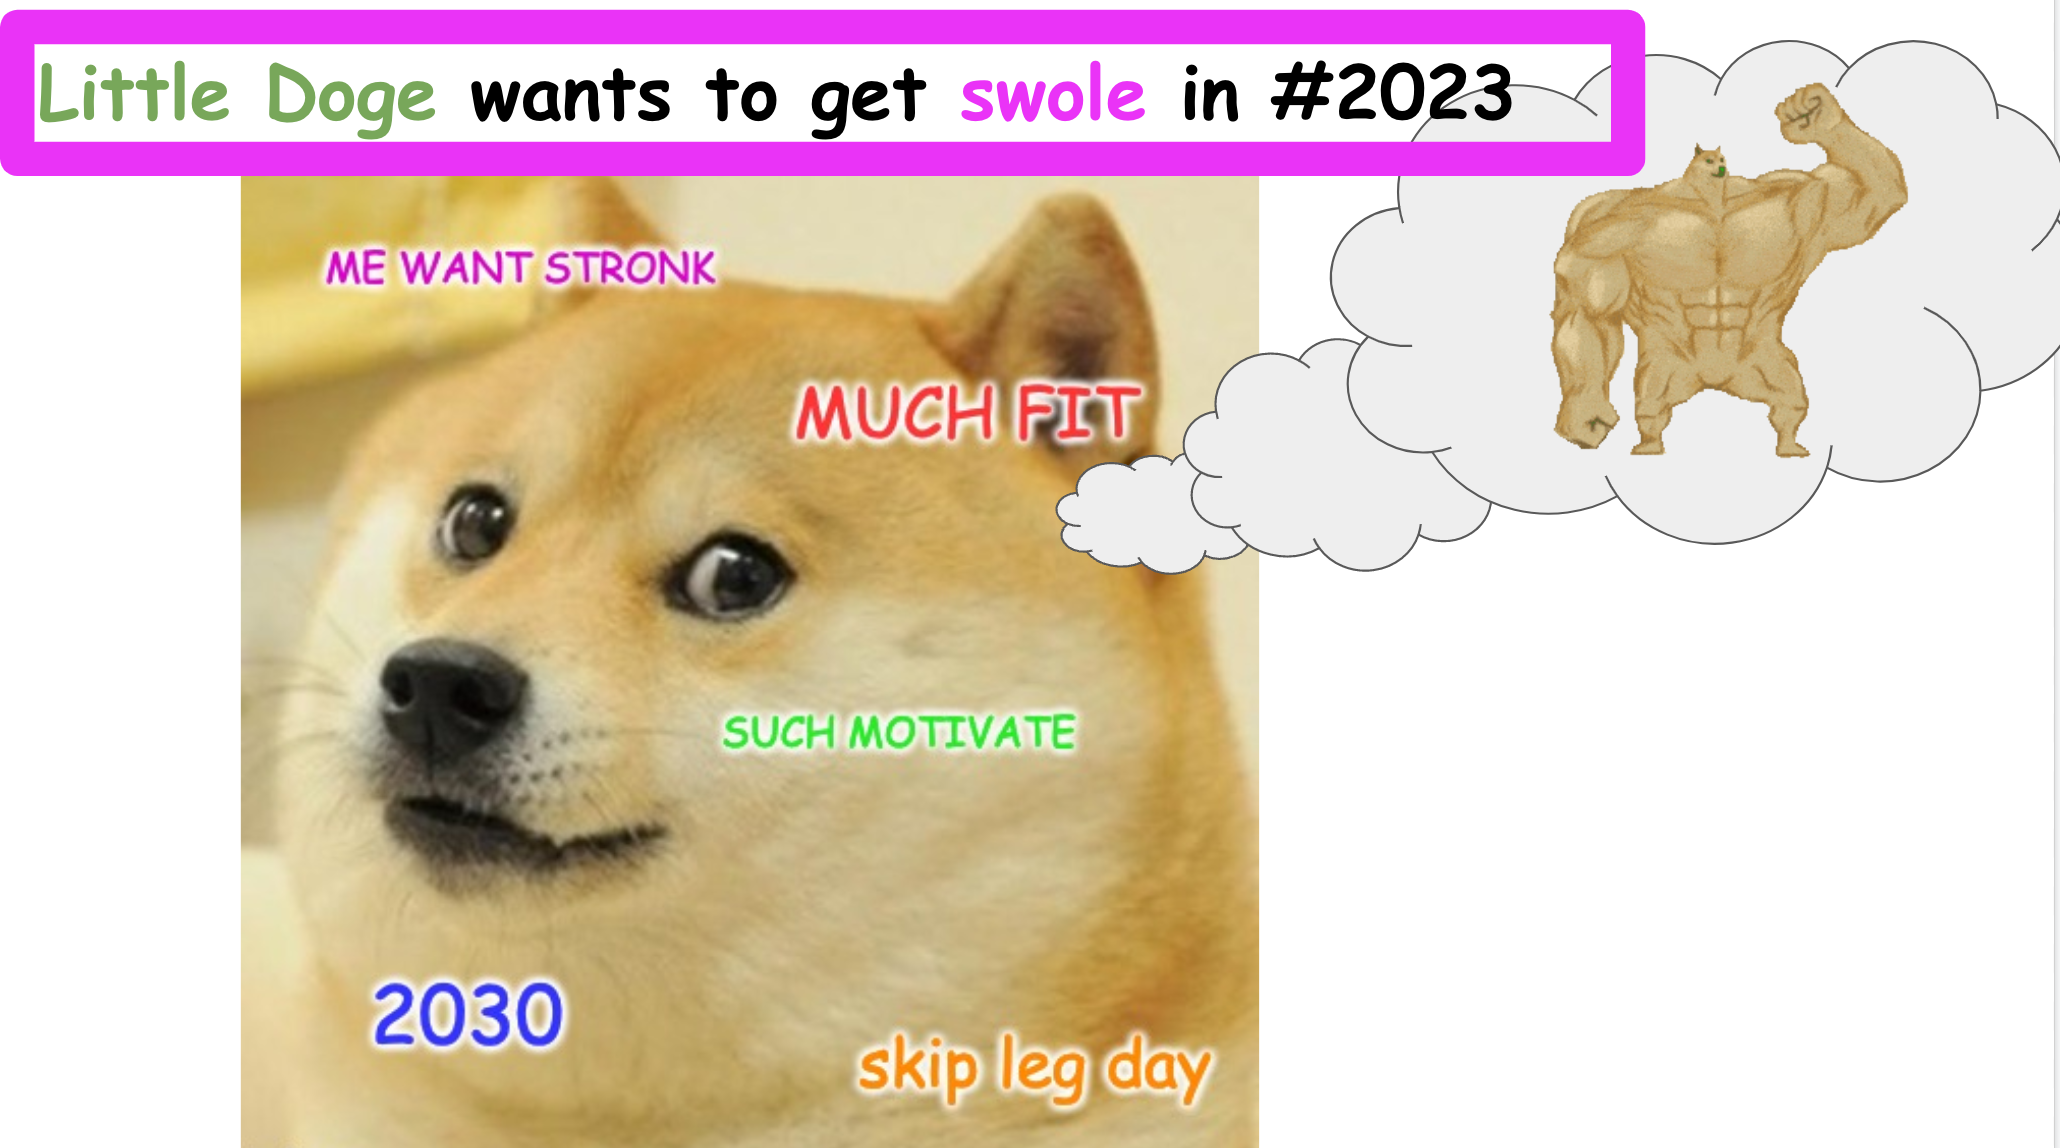 Little Doge wants to get swole in #2023
ME WANT STRONK
MUCH FIT
SUCH MOTIVATE
2030
skip leg day